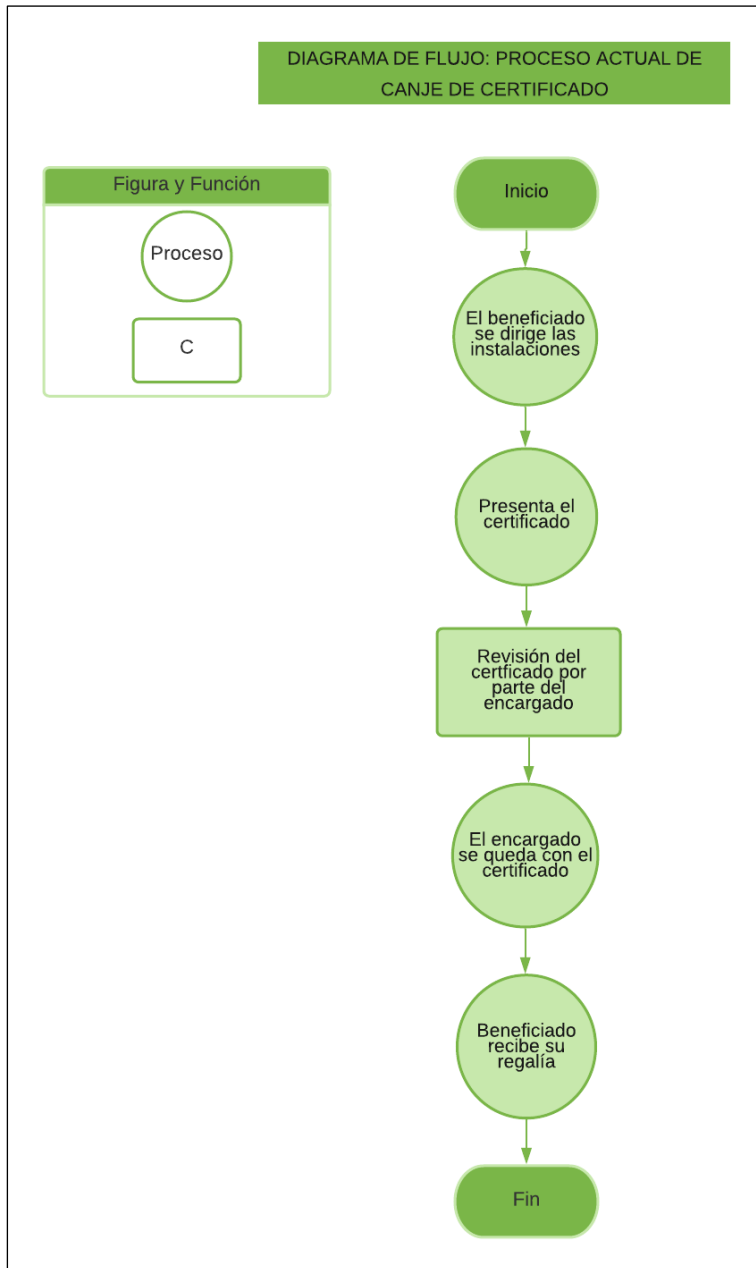 DIAGRAMA DE FLUJO: PROCESO ACTUAL DE
CANJE DE CERTIFICADO
Figura y Función
Proceso
C
Inicio
El beneficiado
se dirige las
instalaciones
Presenta el
certificado
Revisión del
certficado por
parte del
encargado
El encargado
se queda con el
certificado
Beneficiado
recibe su
regalía
Fin